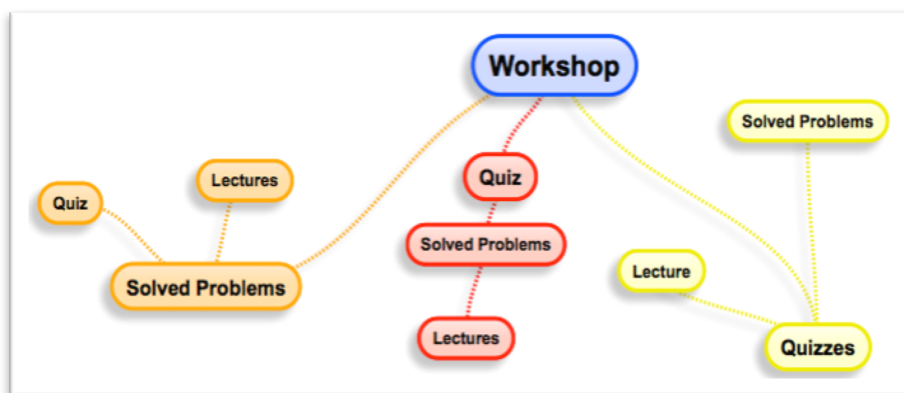 Workshop
Solved Problems
Lectures
Quiz
Quiz
Solved Problems
Lecture
Solved Problems
Lectures
Quizzes